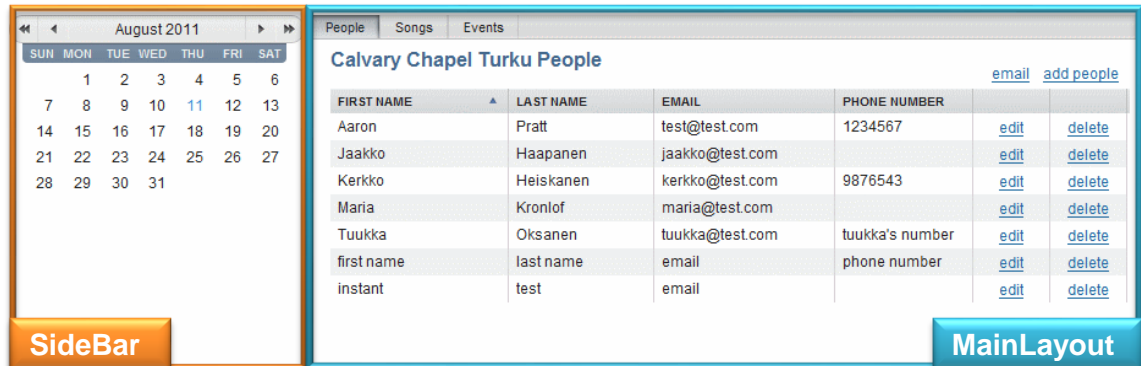 August 2011
SUN MON TUE WED THU FRI SAT
1 2 3 4 5 6
7 8 9 10 11 12 13
14 15 16 17 18 19 20
21 22 23 24 25 26 27
28 29 30 31
SideBar
People Songs Events
Calvary Chapel Turku People
email add people
FIRST NAME LAST NAME EMAIL PHONE NUMBER
Aaron Pratt test@test.com 1234567 edit delete
Jaakko Haapanen jaakko@test.com edit delete
Kerkko Heiskanen kerkko@test.com 9876543 edit delete
Maria Kronlof maria@test.com edit delete
Tuukka Oksanen tuukka@test.com tuukka's number edit delete
first name last name email phone number edit delete
instant test email edit delete
MainLayout